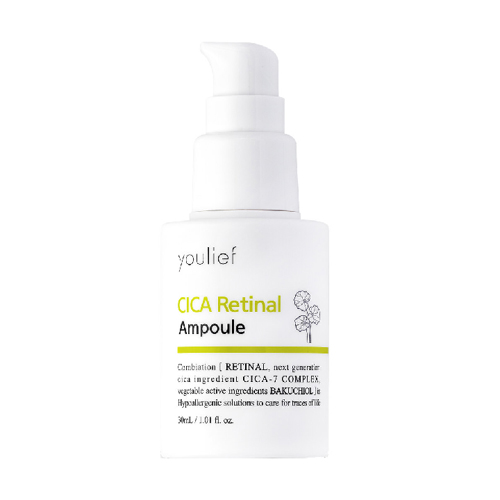 youlief
CICA Retinal
Ampoule
Combiation [ RETINAL, next generation
cica ingredient CICA-7 COMPLEX,
vegetable active ingredients BAKUCHIOL ] in
Hypoallergenic solutions to care for traces of life
30mL / 1.01 fl. oz.